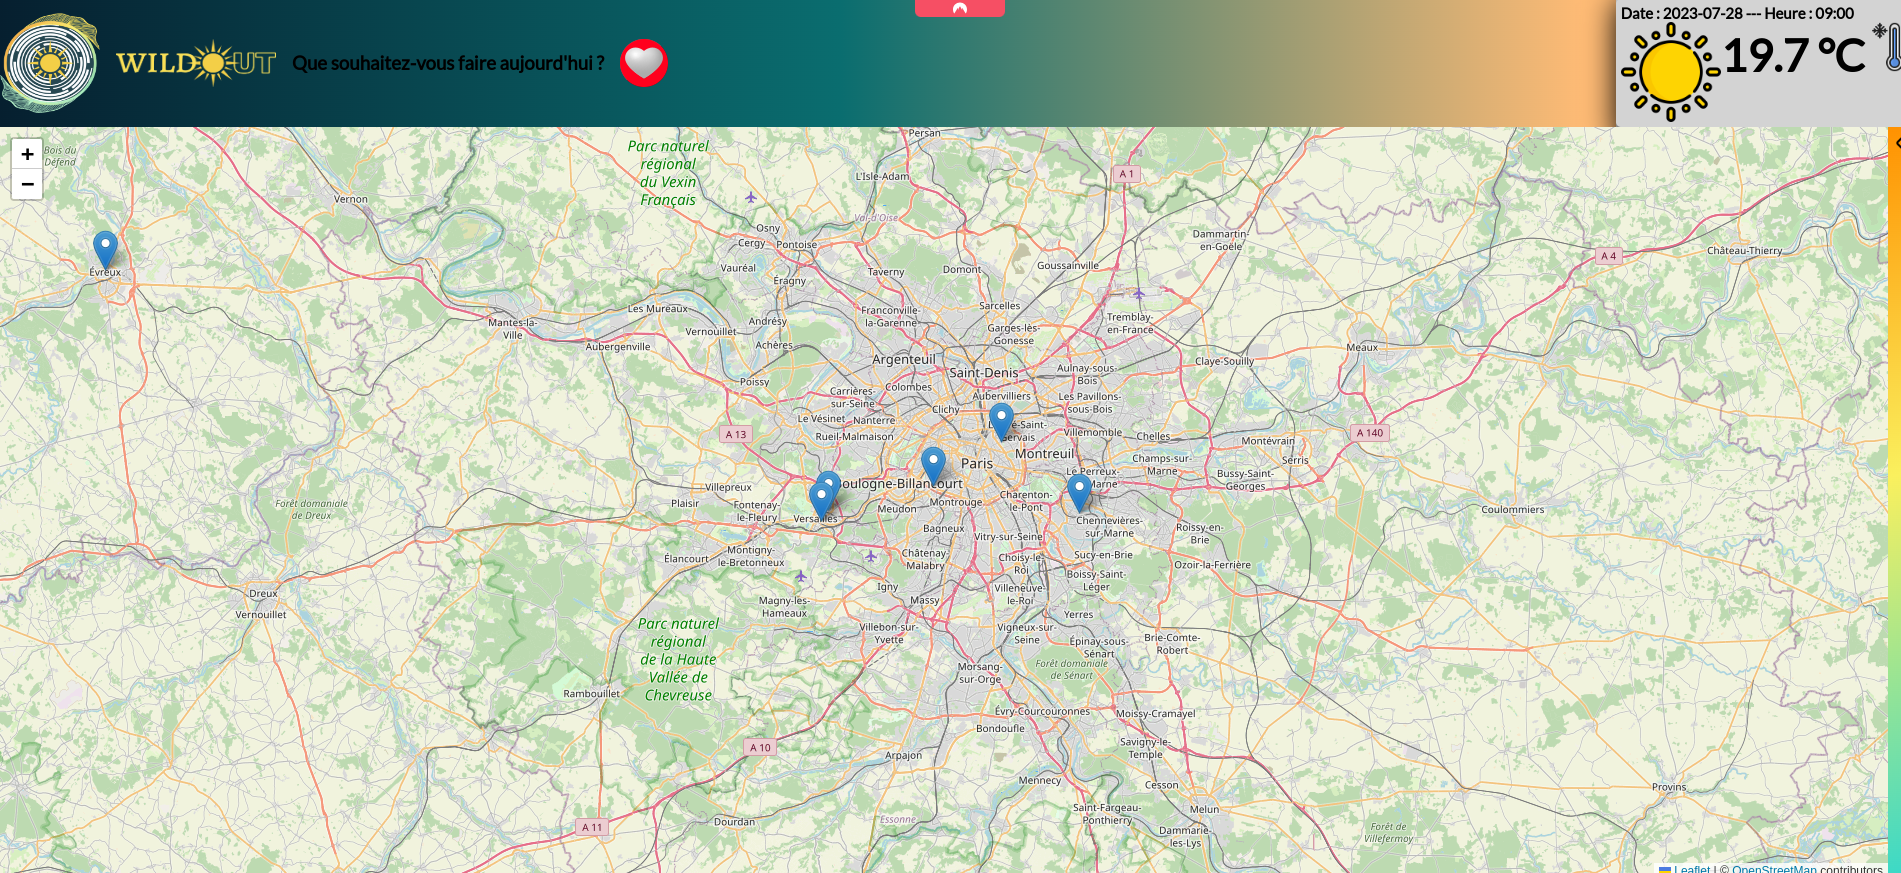 Date : 2023-07-28 --- Heure : 09:00
19.7 °C
WILD OUT
Que souhaitez-vous faire aujourd'hui ?
+
−
Bois du
Défend
Persan
Parc naturel
régional
du Vexin
Français
L'Isle-Adam
A 1
Vernon
Val-d'Oise
Osny
Cergy
Pontoise
Dammartin-
en-Goële
Château-Thierry
A 4
Vauréal
Taverny
Domont
Goussainville
Évreux
Éragny
Les Mureaux
Franconville-
la-Garenne
Sarcelles
Mantes-la-
Ville
Vernouillet
Andrésy
Garges-lès-
Gonesse
Tremblay-
en-France
Aubergenville
Achères
Meaux
Argenteuil
Claye-Souilly
Saint-Denis
Aulnay-sous-
Bois
Poissy
Colombes
Carrières-
sur-Seine
Aubervilliers
Les Pavillons-
sous-Bois
Clichy
Le Vésinet
Nanterre
A 13
Rueil-Malmaison
-Saint-
Gervais
Villemomble
Chelles
Montévrain
A 140
Paris
Montreuil
Serris
Champs-sur-
Marne
Le Perreux-
Marne
Bussy-Saint-
Georges
Villepreux
Boulogne-Billancourt
Plaisir
Fontenay-
le-Fleury
Meudon
Montrouge
Charenton-
le-Pont
Forêt domaniale
de Dreux
Versailles
Coulommiers
Bagneux
Chennevières-
sur-Marne
Vitry-sur-Seine
Roissy-en-
Brie
Élancourt
Montigny-
le-Bretonneux
Châtenay-
Malabry
Choisy-le-
Roi
Sucy-en-Brie
Ozoir-la-Ferrière
Boissy-Saint-
Léger
Igny
Dreux
Vernouillet
Magny-les-
Hameaux
Massy
Villeneuve-
le-Roi
Yerres
Parc naturel
régional
de la Haute
Vallée de
Chevreuse
Villebon-sur-
Yvette
Vigneux-sur-
Seine
Épinay-sous-
Sénart
Brie-Comte-
Robert
Morsang-
sur-Orge
Forêt domaniale
de Sénart
Rambouillet
Évry-Courcouronnes
Moissy-Cramayel
Bondoufle
A 10
Arpajon
Savigny-le-
Temple
Mennecy
Cesson
Provins
Saint-Fargeau-
Ponthierry
Melun
A 11
Dourdan
Essonne
Dammarie-
les-Lys
Forêt de
Villefermoy
Leaflet | © OpenStreetMap contributors